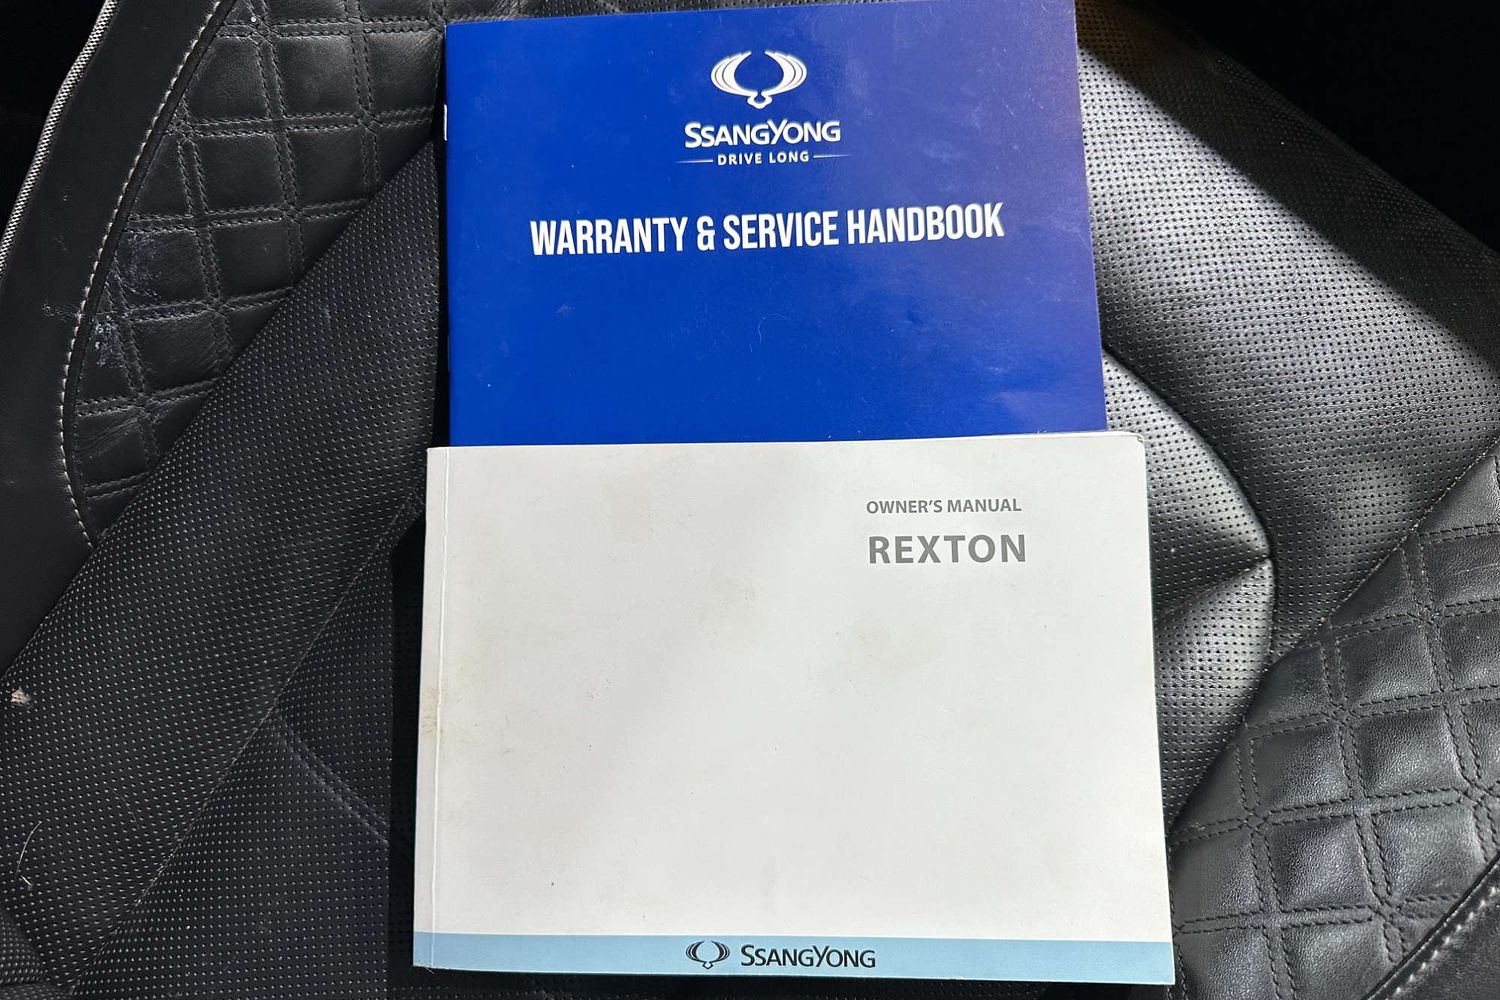 SSANGYONG
DRIVE LONG
WARRANTY & SERVICE HANDBOOK
OWNER'S MANUAL
REXTON
SSANGYONG